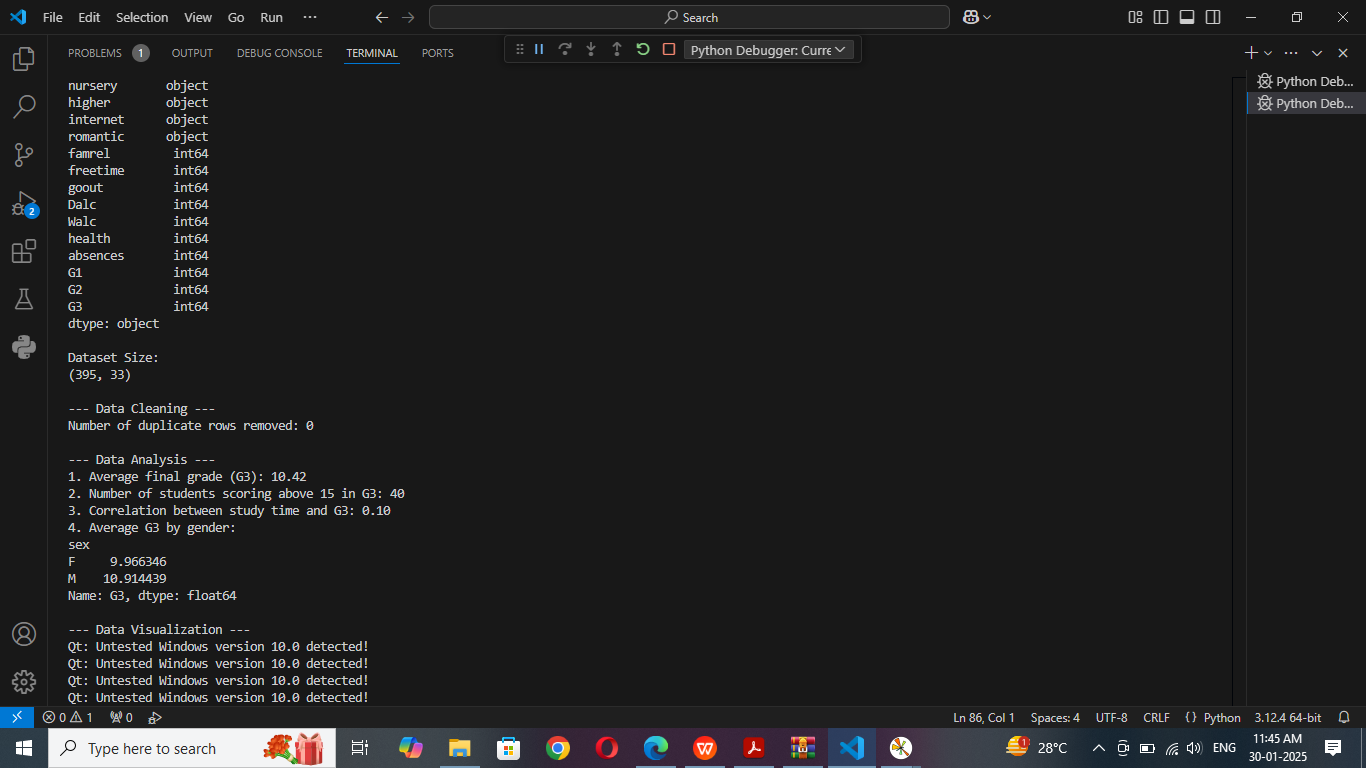 File Edit Selection View Go Run ··· Search
PROBLEMS 1 OUTPUT DEBUG CONSOLE TERMINAL PORTS
Python Debugger: Curre
Python Deb...
Python Deb...
2
nursery object
higher object
internet object
romantic object
famrel int64
freetime int64
goout int64
Dalc int64
Walc int64
health int64
absences int64
G1 int64
G2 int64
G3 int64
dtype: object
Dataset Size:
(395, 33)
--- Data Cleaning ---
Number of duplicate rows removed: 0
--- Data Analysis ---
1. Average final grade (G3): 10.42
2. Number of students scoring above 15 in G3: 40
3. Correlation between study time and G3: 0.10
4. Average G3 by gender:
sex
F 9.966346
M 10.914439
Name: G3, dtype: float64
--- Data Visualization ---
Qt: Untested Windows version 10.0 detected!
Qt: Untested Windows version 10.0 detected!
Qt: Untested Windows version 10.0 detected!
Qt: Untested Windows version 10.0 detected!
0 1 0 Ln 86, Col 1 Spaces: 4 UTF-8 CRLF {} Python 3.12.4 64-bit
Type here to search 1 28°C ENG 11:45 AM
30-01-2025